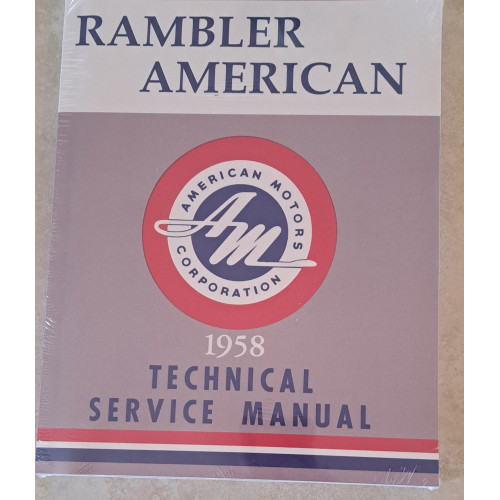 RAMBLER
AMERICAN
AMERICAN MOTORS
AM
CORPORATION
1958
TECHNICAL
SERVICE MANUAL